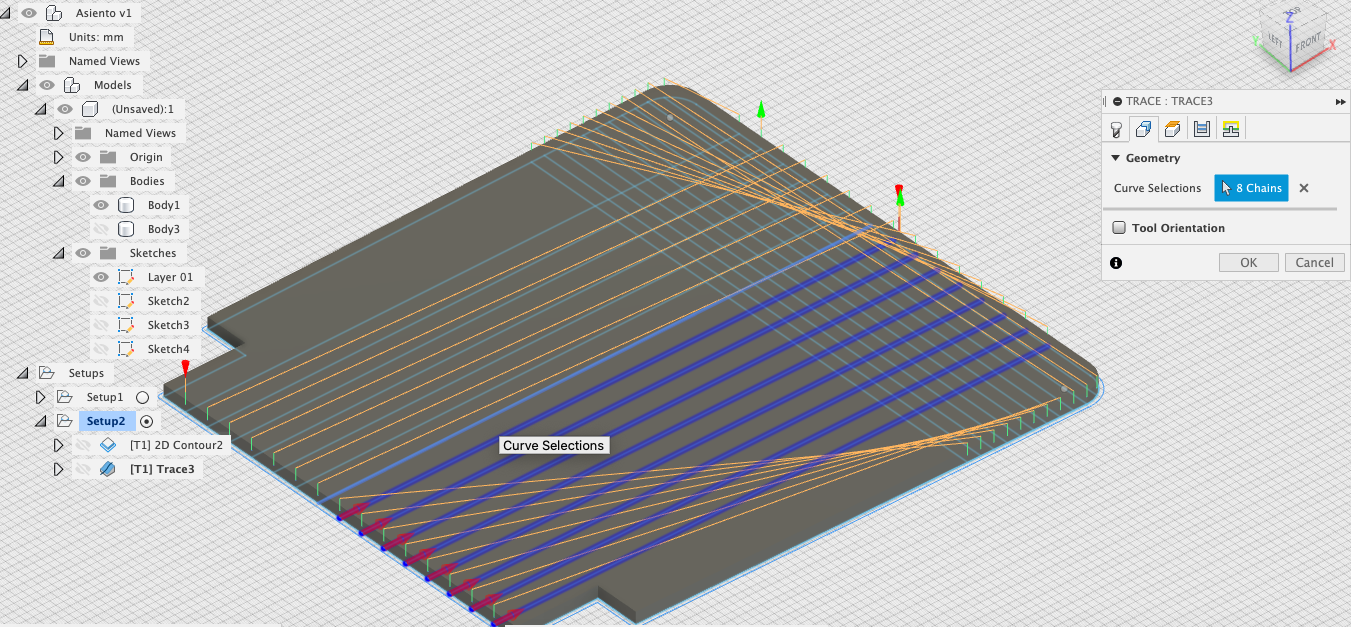 Asiento v1
Units: mm
Named Views
Models
(Unsaved):1
Named Views
Origin
Bodies
Body1
Body3
Sketches
Layer 01
Sketch2
Sketch3
Sketch4
Setups
Setup1
Setup2
[T1] 2D Contour2
[T1] Trace3
Curve Selections
Z
LEFT
FRONT
X
Y
TRACE : TRACE3
Geometry
Curve Selections
8 Chains
Tool Orientation
OK
Cancel